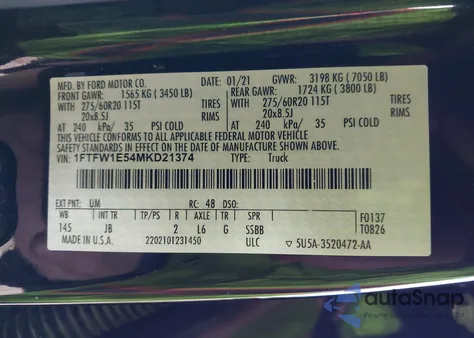 MFD. BY FORD MOTOR CO. 01/21 GVWR: 3198 KG ( 7050 LB)
FRONT GAWR: 1565 KG ( 3450 LB) REAR GAWR: 1724 KG ( 3800 LB)
WITH 275/60R20 115T TIRES WITH 275/60R20 115T TIRES
20x8.5J RIMS 20x8.5J RIMS
AT 240 kPa/ 35 PSI COLD AT 240 kPa/ 35 PSI COLD
THIS VEHICLE CONFORMS TO ALL APPLICABLE FEDERAL MOTOR VEHICLE
SAFETY STANDARDS IN EFFECT ON THE DATE OF MANUFACTURE SHOWN ABOVE.
1FTFW1E54MKD21374 TYPE: Truck
EXT PNT: UM RC: 48 DSO:
WB INT TR TP/PS R AXLE TR SPR F0137
145 JB 2 L6 G SSBB T0826
MADE IN U.S.A. 2202101231450 ULC 5U5A-3520472-AA
autoSnap